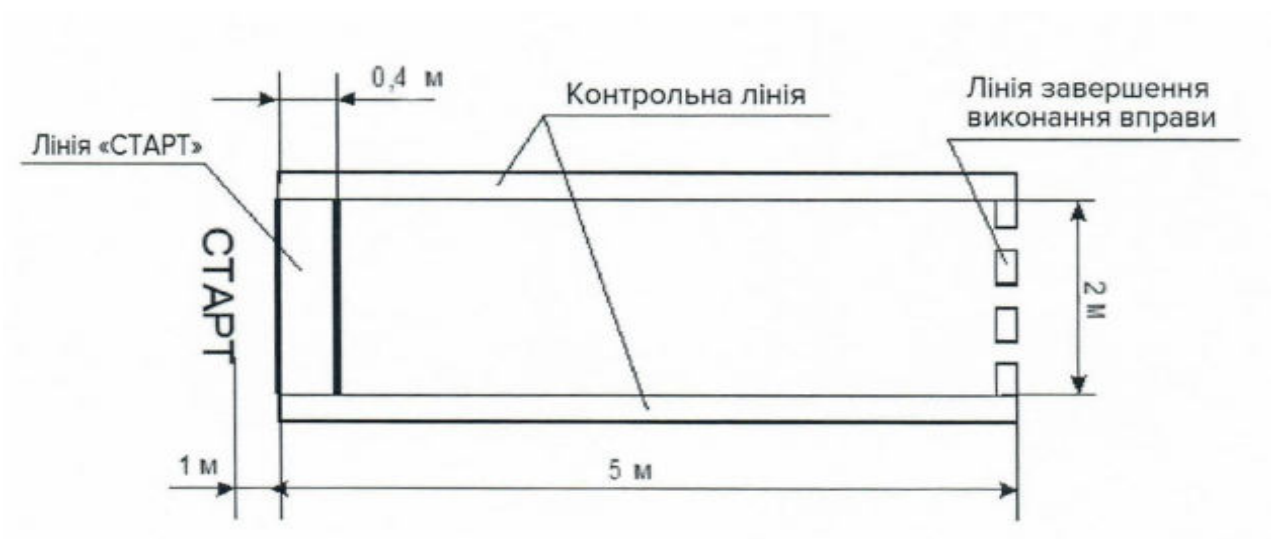 0,4 м
Контрольна лінія
Лінія завершення
виконання вправи
Лінія «СТАРТ»
СТАРТ
2 м
1 м
5 м